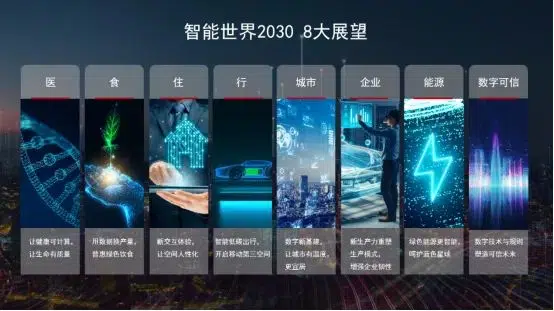 智能世界2030 8大展望
医
食
住
行
城市
企业
能源
数字可信
让健康可计算，
让生命有质量
用数据换产量，
普惠绿色饮食
新交互体验，
让空间人性化
智能低碳出行，
开启移动第三空间
数字新基建，
让城市有温度，
更宜居
新生产力重塑
生产模式，
增强企业韧性
绿色能源更智能，
呵护蓝色星球
数字技术与规则
塑造可信未来